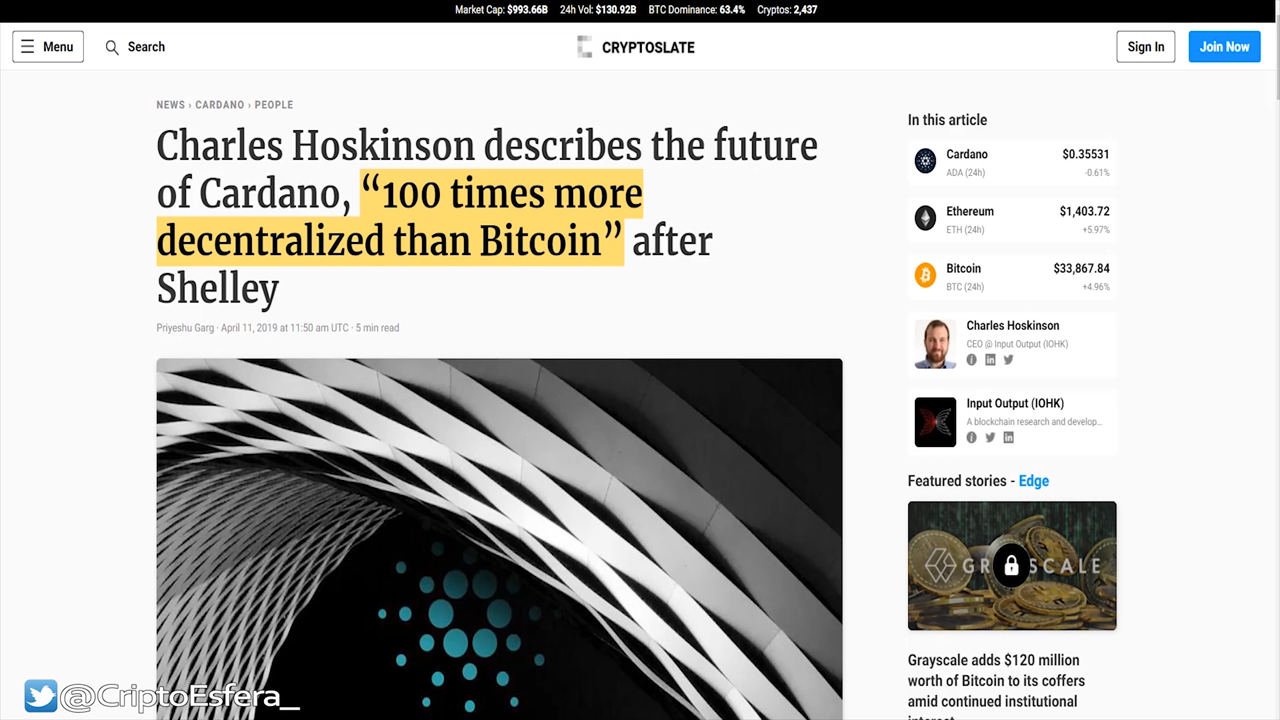 Market Cap: $993.66B 24h Vol: $130.92B BTC Dominance: 63.4% Cryptos: 2,437
Menu Search CRYPTOSLATE Sign In Join Now
NEWS › CARDANO › PEOPLE
Charles Hoskinson describes the future
of Cardano, “100 times more
decentralized than Bitcoin” after
Shelley
Priyeshu Garg · April 11, 2019 at 11:50 am UTC · 5 min read
In this article
Cardano $0.35531
ADA (24h) -0.61%
Ethereum $1,403.72
ETH (24h) +5.97%
Bitcoin $33,867.84
BTC (24h) +4.96%
Charles Hoskinson
CEO @ Input Output (IOHK)
Input Output (IOHK)
A blockchain research and develop...
Featured stories - Edge
GR SCALE
Grayscale adds $120 million
worth of Bitcoin to its coffers
amid continued institutional
interest
@CriptoEsfera_